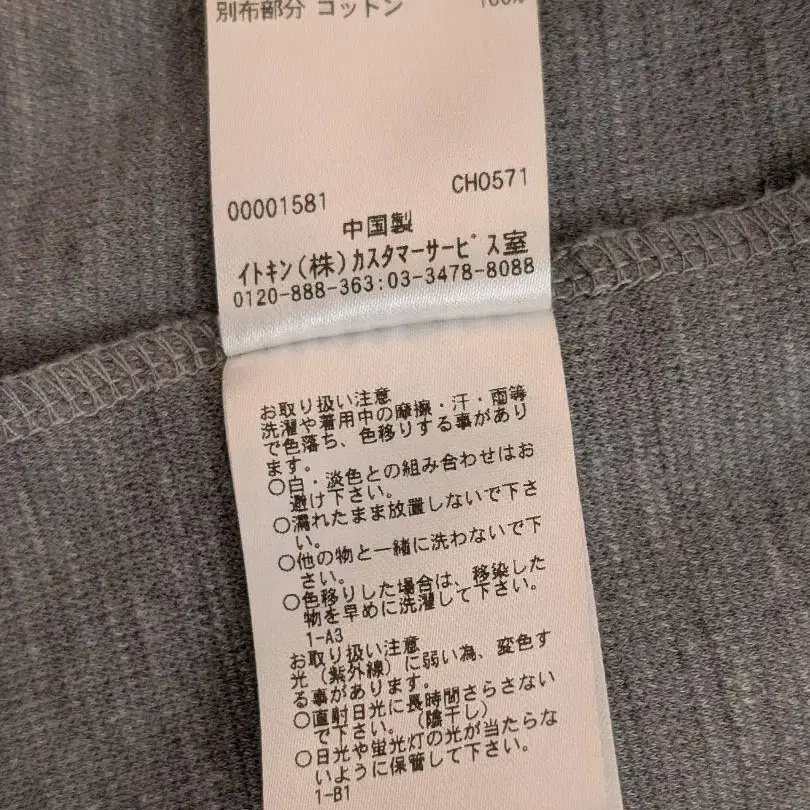 別布部分 コットン 100%
00001581 CH0571
中国製
イトキン(株)カスタマーサービス室
0120-888-363:03-3478-8088
お取り扱い注意
洗濯や着用中の摩擦・汗・雨等
で色落ち、色移りする事があり
ます。
○白・淡色との組み合わせはお
避け下さい。
○濡れたまま放置しないで下さ
い。
○他の物と一緒に洗わないで下
さい。
○色移りした場合は、移染した
物を早めに洗濯して下さい。
1-A3
お取り扱い注意
光（紫外線）に弱い為、変色す
る事があります。
○直射日光に長時間さらさない
で下さい。（陰干し）
○日光や蛍光灯の光が当たらな
いように保管して下さい。
1-B1